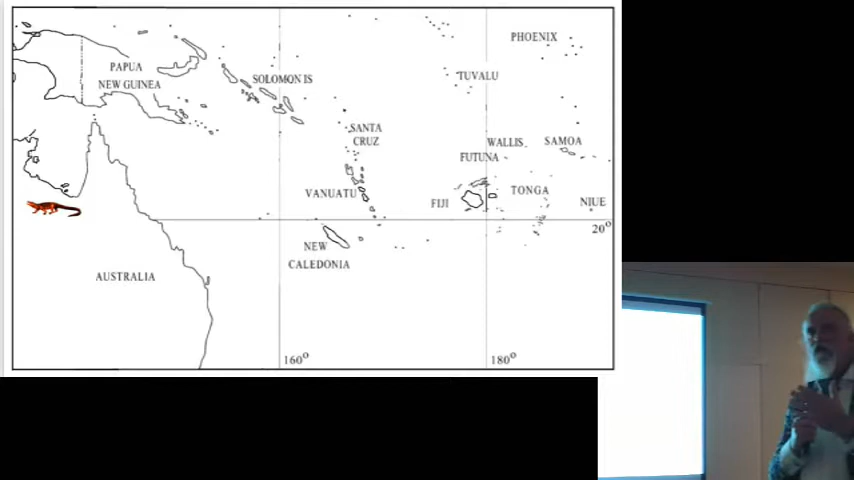 PHOENIX
PAPUA
NEW GUINEA
SOLOMON IS
TUVALU
SANTA
CRUZ
WALLIS
SAMOA
FUTUNA
VANUATU
FIJI
TONGA
NIUE
20°
NEW
CALEDONIA
AUSTRALIA
160°
180°